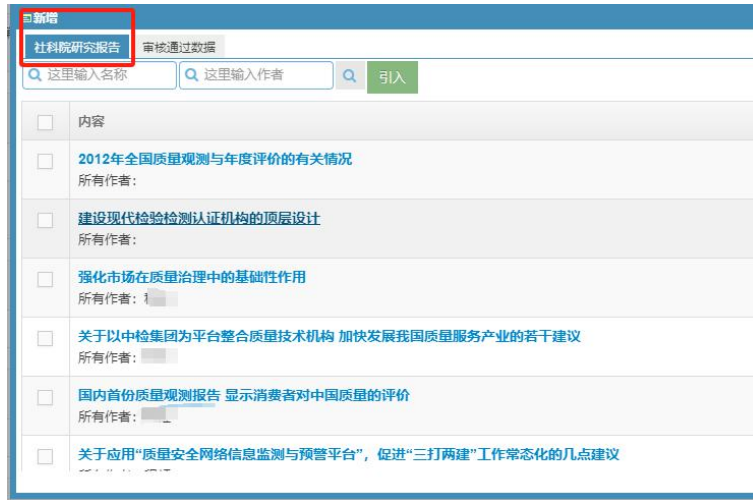 新增
社科院研究报告 审核通过数据
这里输入名称 这里输入作者 引入
内容
2012年全国质量观测与年度评价的有关情况
所有作者：
建设现代检验检测认证机构的顶层设计
所有作者：
强化市场在质量治理中的基础性作用
所有作者：
关于以中检集团为平台整合质量技术机构 加快发展我国质量服务产业的若干建议
所有作者：
国内首份质量观测报告 显示消费者对中国质量的评价
所有作者：
关于应用“质量安全网络信息监测与预警平台”，促进“三打两建”工作常态化的几点建议